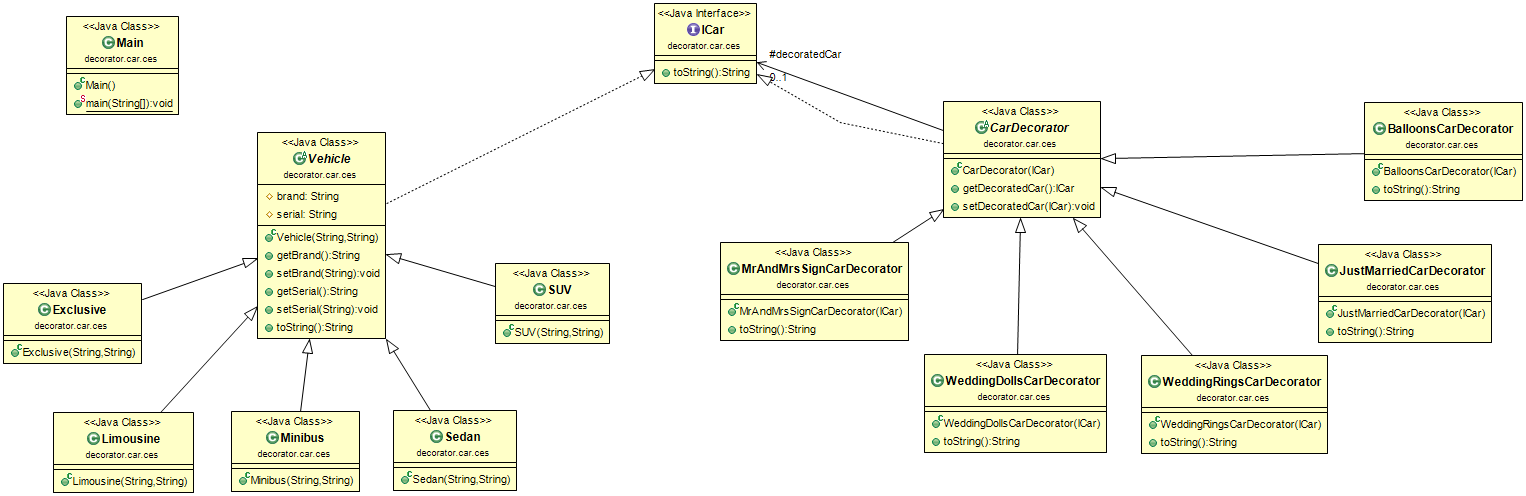 <<Java Class>>
Main
decorator.car.ces
Main()
main(String[]):void
<<Java Interface>>
ICar
decorator.car.ces
toString():String
#decoratedCar
0..1
<<Java Class>>
CarDecorator
decorator.car.ces
CarDecorator(ICar)
getDecoratedCar():ICar
setDecoratedCar(ICar):void
<<Java Class>>
BalloonsCarDecorator
decorator.car.ces
BalloonsCarDecorator(ICar)
toString():String
<<Java Class>>
Vehicle
decorator.car.ces
brand: String
serial: String
Vehicle(String,String)
getBrand():String
setBrand(String):void
getSerial():String
setSerial(String):void
toString():String
<<Java Class>>
MrAndMrsSignCarDecorator
decorator.car.ces
MrAndMrsSignCarDecorator(ICar)
toString():String
<<Java Class>>
JustMarriedCarDecorator
decorator.car.ces
JustMarriedCarDecorator(ICar)
toString():String
<<Java Class>>
SUV
decorator.car.ces
SUV(String,String)
<<Java Class>>
Exclusive
decorator.car.ces
Exclusive(String,String)
<<Java Class>>
WeddingDollsCarDecorator
decorator.car.ces
WeddingDollsCarDecorator(ICar)
toString():String
<<Java Class>>
WeddingRingsCarDecorator
decorator.car.ces
WeddingRingsCarDecorator(ICar)
toString():String
<<Java Class>>
Limousine
decorator.car.ces
Limousine(String,String)
<<Java Class>>
Minibus
decorator.car.ces
Minibus(String,String)
<<Java Class>>
Sedan
decorator.car.ces
Sedan(String,String)